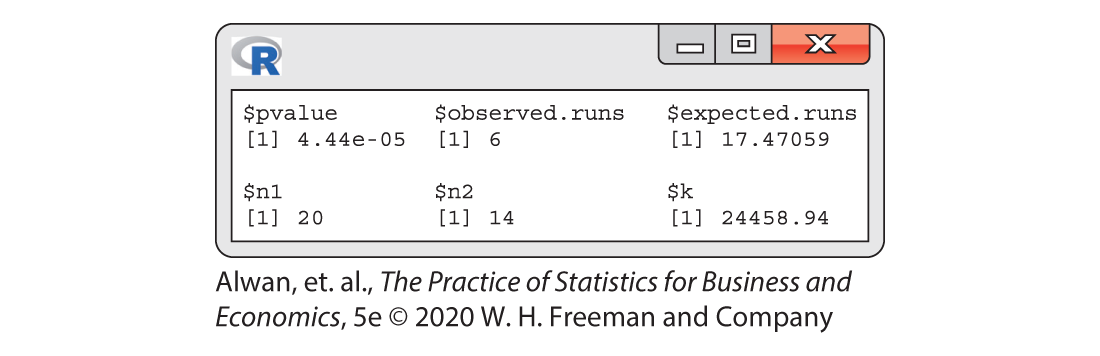 R
$pvalue $observed.runs $expected.runs
[1] 4.44e-05 [1] 6 [1] 17.47059
$n1 $n2 $k
[1] 20 [1] 14 [1] 24458.94
Alwan, et. al., The Practice of Statistics for Business and
Economics, 5e © 2020 W. H. Freeman and Company